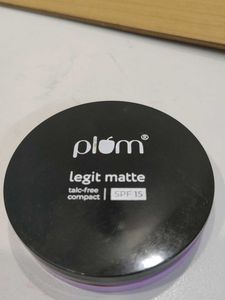 plum®
legit matte
talc-free
compact | SPF 15